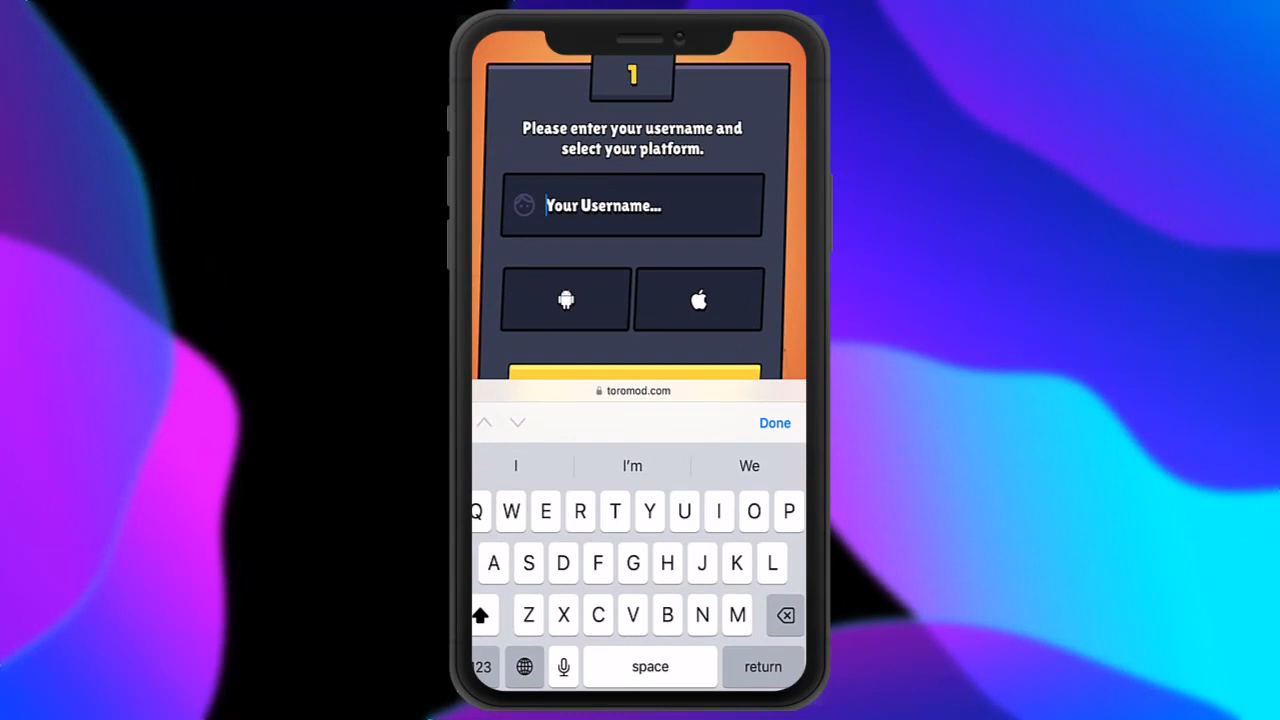 1
Please enter your username and
select your platform.
Your Username...
toromod.com
Done
I I'm We
Q W E R T Y U I O P
A S D F G H J K L
Z X C V B N M
123 space return